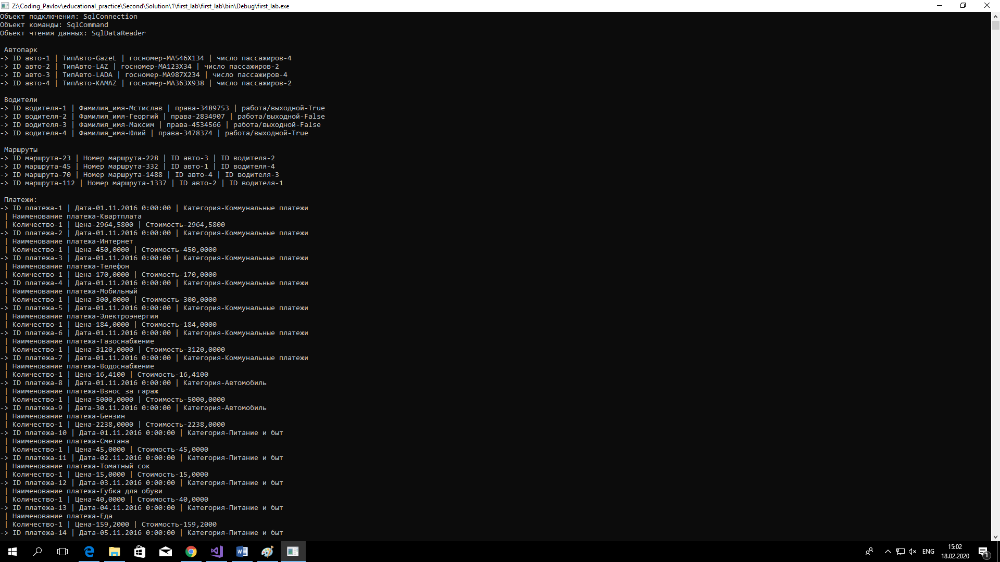 Z:\Coding_Pavlov\educational_practice\Second\Solution\1\first_lab\first_lab\bin\Debug\first_lab.exe
Объект подключения: SqlConnection
Объект команды: SqlCommand
Объект чтения данных: SqlDataReader
Автопарк
-> ID авто-1 | ТипАвто-GazeL | госномер-MA546X134 | число пассажиров-4
-> ID авто-2 | ТипАвто-LAZ | госномер-MA123X34 | число пассажиров-2
-> ID авто-3 | ТипАвто-LADA | госномер-MA987X234 | число пассажиров-4
-> ID авто-4 | ТипАвто-KAMAZ | госномер-MA363X938 | число пассажиров-2
Водители
-> ID водителя-1 | Фамилия_имя-Мстислав | права-3489753 | работа/выходной-True
-> ID водителя-2 | Фамилия_имя-Георгий | права-2834907 | работа/выходной-False
-> ID водителя-3 | Фамилия_имя-Максим | права-4534566 | работа/выходной-False
-> ID водителя-4 | Фамилия_имя-Юлий | права-3478374 | работа/выходной-True
Маршруты
-> ID маршрута-23 | Номер маршрута-228 | ID авто-3 | ID водителя-2
-> ID маршрута-45 | Номер маршрута-332 | ID авто-1 | ID водителя-4
-> ID маршрута-70 | Номер маршрута-1488 | ID авто-4 | ID водителя-3
-> ID маршрута-112 | Номер маршрута-1337 | ID авто-2 | ID водителя-1
Платежи:
-> ID платежа-1 | Дата-01.11.2016 0:00:00 | Категория-Коммунальные платежи
| Наименование платежа-Квартплата
| Количество-1 | Цена-2964,5800 | Стоимость-2964,5800
-> ID платежа-2 | Дата-01.11.2016 0:00:00 | Категория-Коммунальные платежи
| Наименование платежа-Интернет
| Количество-1 | Цена-450,0000 | Стоимость-450,0000
-> ID платежа-3 | Дата-01.11.2016 0:00:00 | Категория-Коммунальные платежи
| Наименование платежа-Телефон
| Количество-1 | Цена-170,0000 | Стоимость-170,0000
-> ID платежа-4 | Дата-01.11.2016 0:00:00 | Категория-Коммунальные платежи
| Наименование платежа-Мобильный
| Количество-1 | Цена-300,0000 | Стоимость-300,0000
-> ID платежа-5 | Дата-01.11.2016 0:00:00 | Категория-Коммунальные платежи
| Наименование платежа-Электроэнергия
| Количество-1 | Цена-184,0000 | Стоимость-184,0000
-> ID платежа-6 | Дата-01.11.2016 0:00:00 | Категория-Коммунальные платежи
| Наименование платежа-Газоснабжение
| Количество-1 | Цена-3120,0000 | Стоимость-3120,0000
-> ID платежа-7 | Дата-01.11.2016 0:00:00 | Категория-Коммунальные платежи
| Наименование платежа-Водоснабжение
| Количество-1 | Цена-16,4100 | Стоимость-16,4100
-> ID платежа-8 | Дата-01.11.2016 0:00:00 | Категория-Автомобиль
| Наименование платежа-Взнос за гараж
| Количество-1 | Цена-5000,0000 | Стоимость-5000,0000
-> ID платежа-9 | Дата-30.11.2016 0:00:00 | Категория-Автомобиль
| Наименование платежа-Бензин
| Количество-1 | Цена-2238,0000 | Стоимость-2238,0000
-> ID платежа-10 | Дата-01.11.2016 0:00:00 | Категория-Питание и быт
| Наименование платежа-Сметана
| Количество-1 | Цена-45,0000 | Стоимость-45,0000
-> ID платежа-11 | Дата-02.11.2016 0:00:00 | Категория-Питание и быт
| Наименование платежа-Томатный сок
| Количество-1 | Цена-15,0000 | Стоимость-15,0000
-> ID платежа-12 | Дата-03.11.2016 0:00:00 | Категория-Питание и быт
| Наименование платежа-Губка для обуви
| Количество-1 | Цена-40,0000 | Стоимость-40,0000
-> ID платежа-13 | Дата-04.11.2016 0:00:00 | Категория-Питание и быт
| Наименование платежа-Еда
| Количество-1 | Цена-159,2000 | Стоимость-159,2000
-> ID платежа-14 | Дата-05.11.2016 0:00:00 | Категория-Питание и быт
ENG
15:02
18.02.2020
1